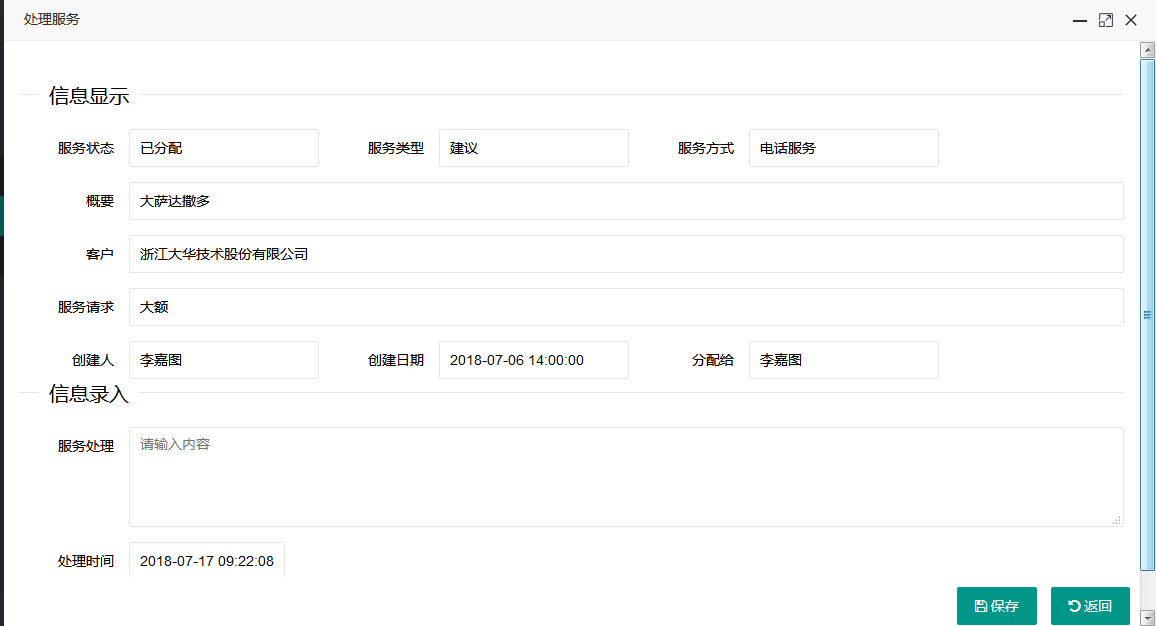 处理服务
信息显示
服务状态 已分配 服务类型 建议 服务方式 电话服务
概要 大萨达撒多
客户 浙江大华技术股份有限公司
服务请求 大额
创建人 李嘉图 创建日期 2018-07-06 14:00:00 分配给 李嘉图
信息录入
服务处理 请输入内容
处理时间 2018-07-17 09:22:08
保存 返回